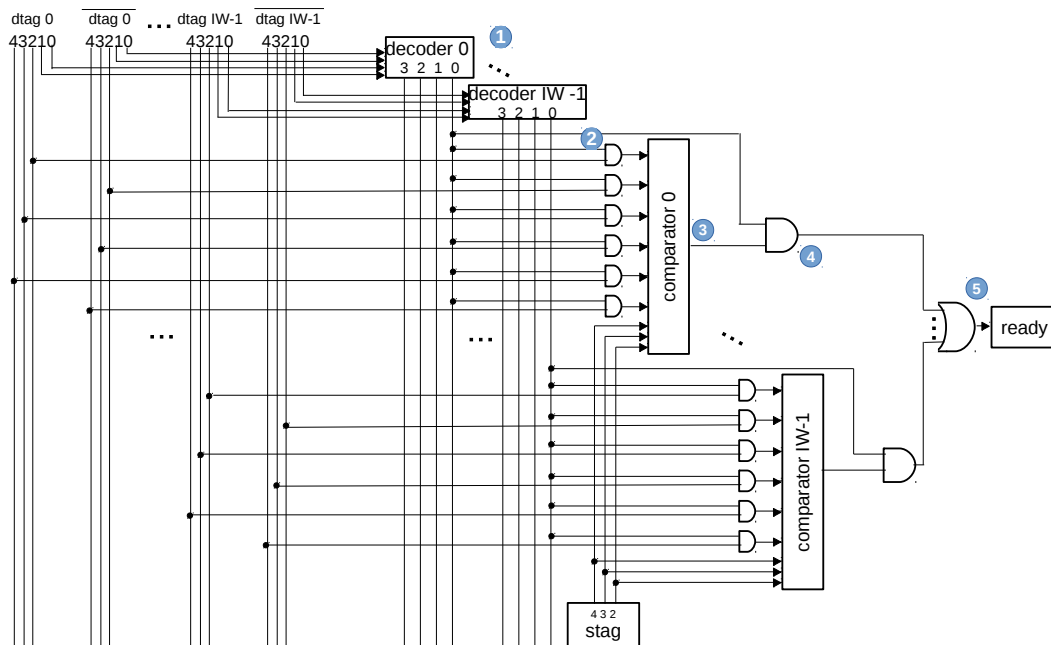 dtag 0 dtag 0 ... dtag IW-1 dtag IW-1
43210 43210 43210 43210
decoder 0
3 2 1 0
1
...
decoder IW -1
3 2 1 0
2
comparator 0
3
4
5
ready
... ... ...
comparator IW-1
4 3 2
stag